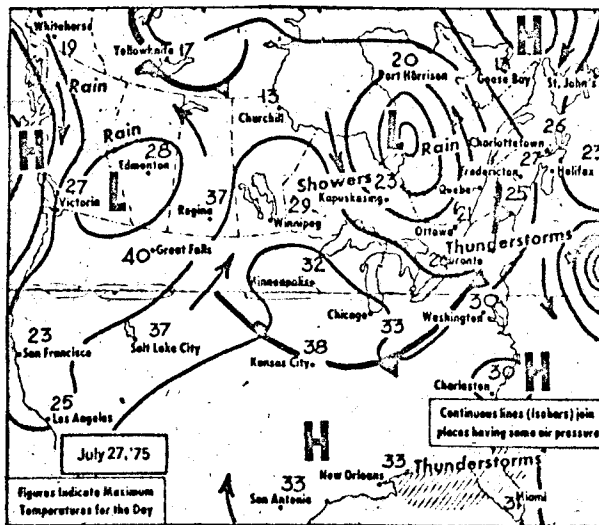 Whitehorse
19
Yellowknife 17
20
Port Harrison
H
Goose Bay
St. John's
Rain
13
Churchill
Rain
28
Edmonton
L
H
27
Victoria
37
Regina
29
Winnipeg
L
Rain
Showers
23
Kapuskasing
Charlottetown
26
Fredericton
27
Halifax
23
25
Quebec
21
Ottawa
Thunderstorms
40 Great Falls
32
Minneapolis
Chicago
33
30
Washington
23
San Francisco
37
Salt Lake City
38
Kansas City
30
Charleston
H
25
Los Angeles
Continuous lines (Isobars) join
places having same air pressure
July 27, '75
H
33
New Orleans
Thunderstorms
33
San Antonio
Miami
Figures Indicate Maximum
Temperatures for the Day